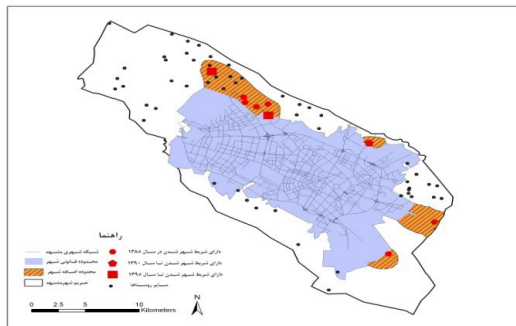 راهنما
شبکه شهری مشهد
محدوده قانونی شهر
محدوده اضافه شهر
حریم شهر مشهد
دارای شرایط شهر شدن در سال ۱۳۸۵
دارای شرایط شهر شدن تا سال ۱۳۹۰
دارای شرایط شهر شدن تا سال ۱۳۹۵
سایر روستاها
0 2.5 5 10
Kilometers
N